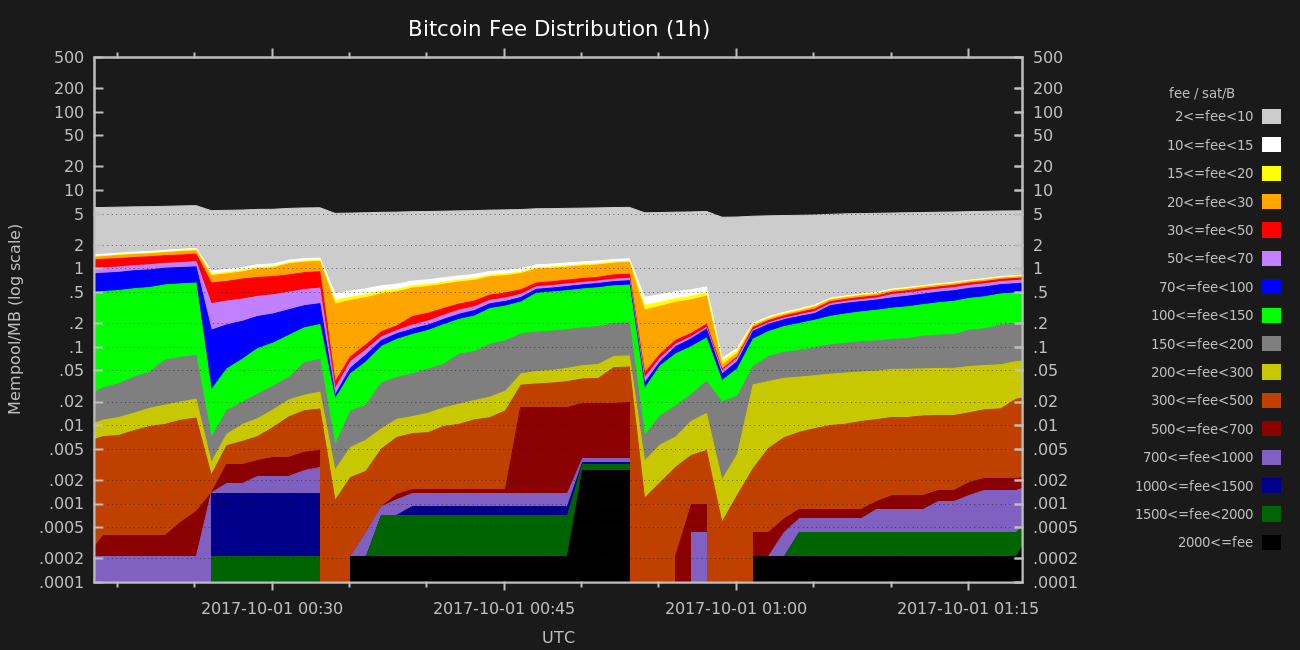 Bitcoin Fee Distribution (1h)
500
200
100
50
20
10
5
2
1
.5
.2
.1
.05
.02
.01
.005
.002
.001
.0005
.0002
.0001
Mempool/MB (log scale)
500
200
100
50
20
10
5
2
1
.5
.2
.1
.05
.02
.01
.005
.002
.001
.0005
.0002
.0001
2017-10-01 00:30
2017-10-01 00:45
2017-10-01 01:00
2017-10-01 01:15
UTC
fee / sat/B
2<=fee<10
10<=fee<15
15<=fee<20
20<=fee<30
30<=fee<50
50<=fee<70
70<=fee<100
100<=fee<150
150<=fee<200
200<=fee<300
300<=fee<500
500<=fee<700
700<=fee<1000
1000<=fee<1500
1500<=fee<2000
2000<=fee